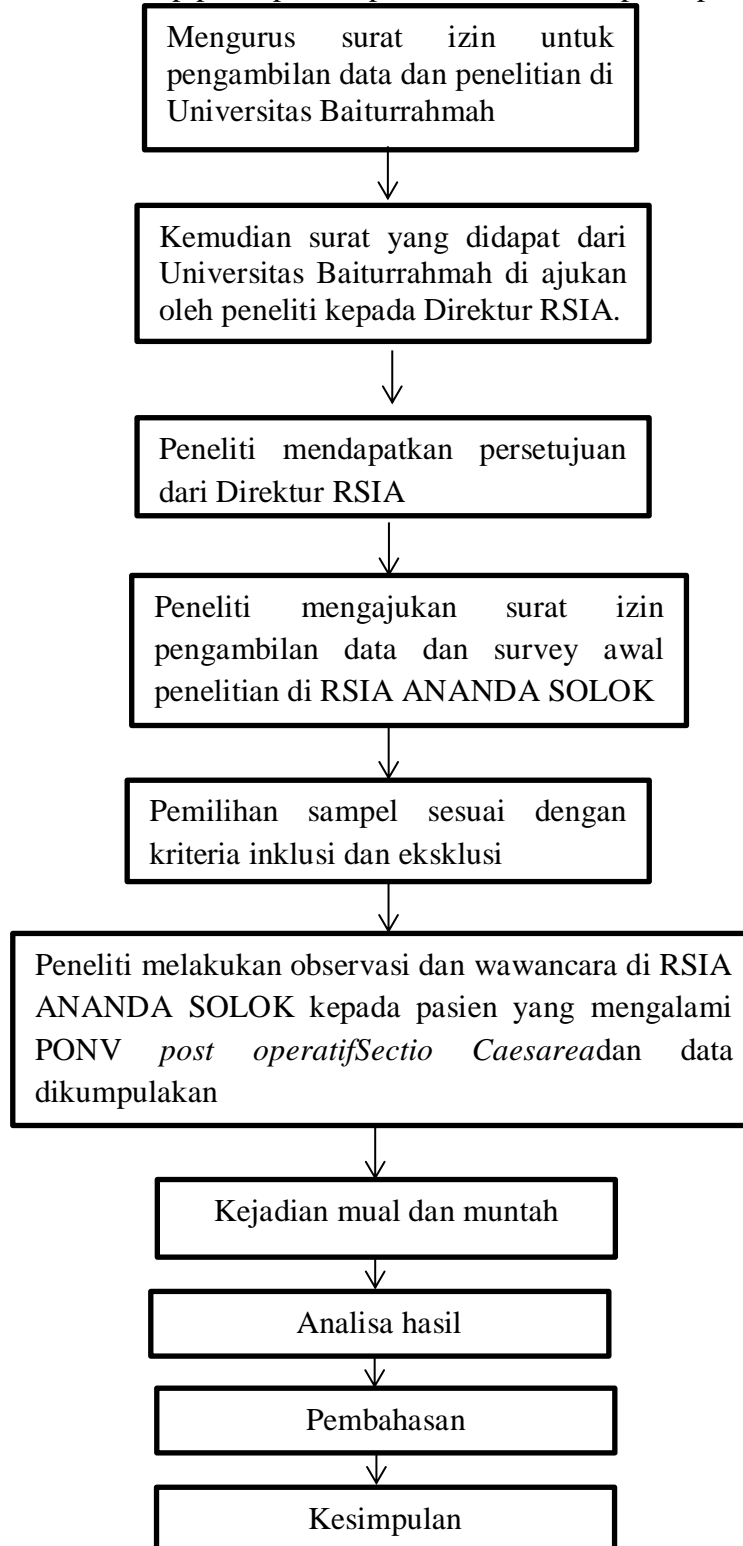 Mengurus surat izin untuk
pengambilan data dan penelitian di
Universitas Baiturrahmah
Kemudian surat yang didapat dari
Universitas Baiturrahmah di ajukan
oleh peneliti kepada Direktur RSIA.
Peneliti mendapatkan persetujuan
dari Direktur RSIA
Peneliti mengajukan surat izin
pengambilan data dan survey awal
penelitian di RSIA ANANDA SOLOK
Pemilihan sampel sesuai dengan
kriteria inklusi dan eksklusi
Peneliti melakukan observasi dan wawancara di RSIA
ANANDA SOLOK kepada pasien yang mengalami
PONV post operatifSectio Caesareadan data
dikumpulakan
Kejadian mual dan muntah
Analisa hasil
Pembahasan
Kesimpulan